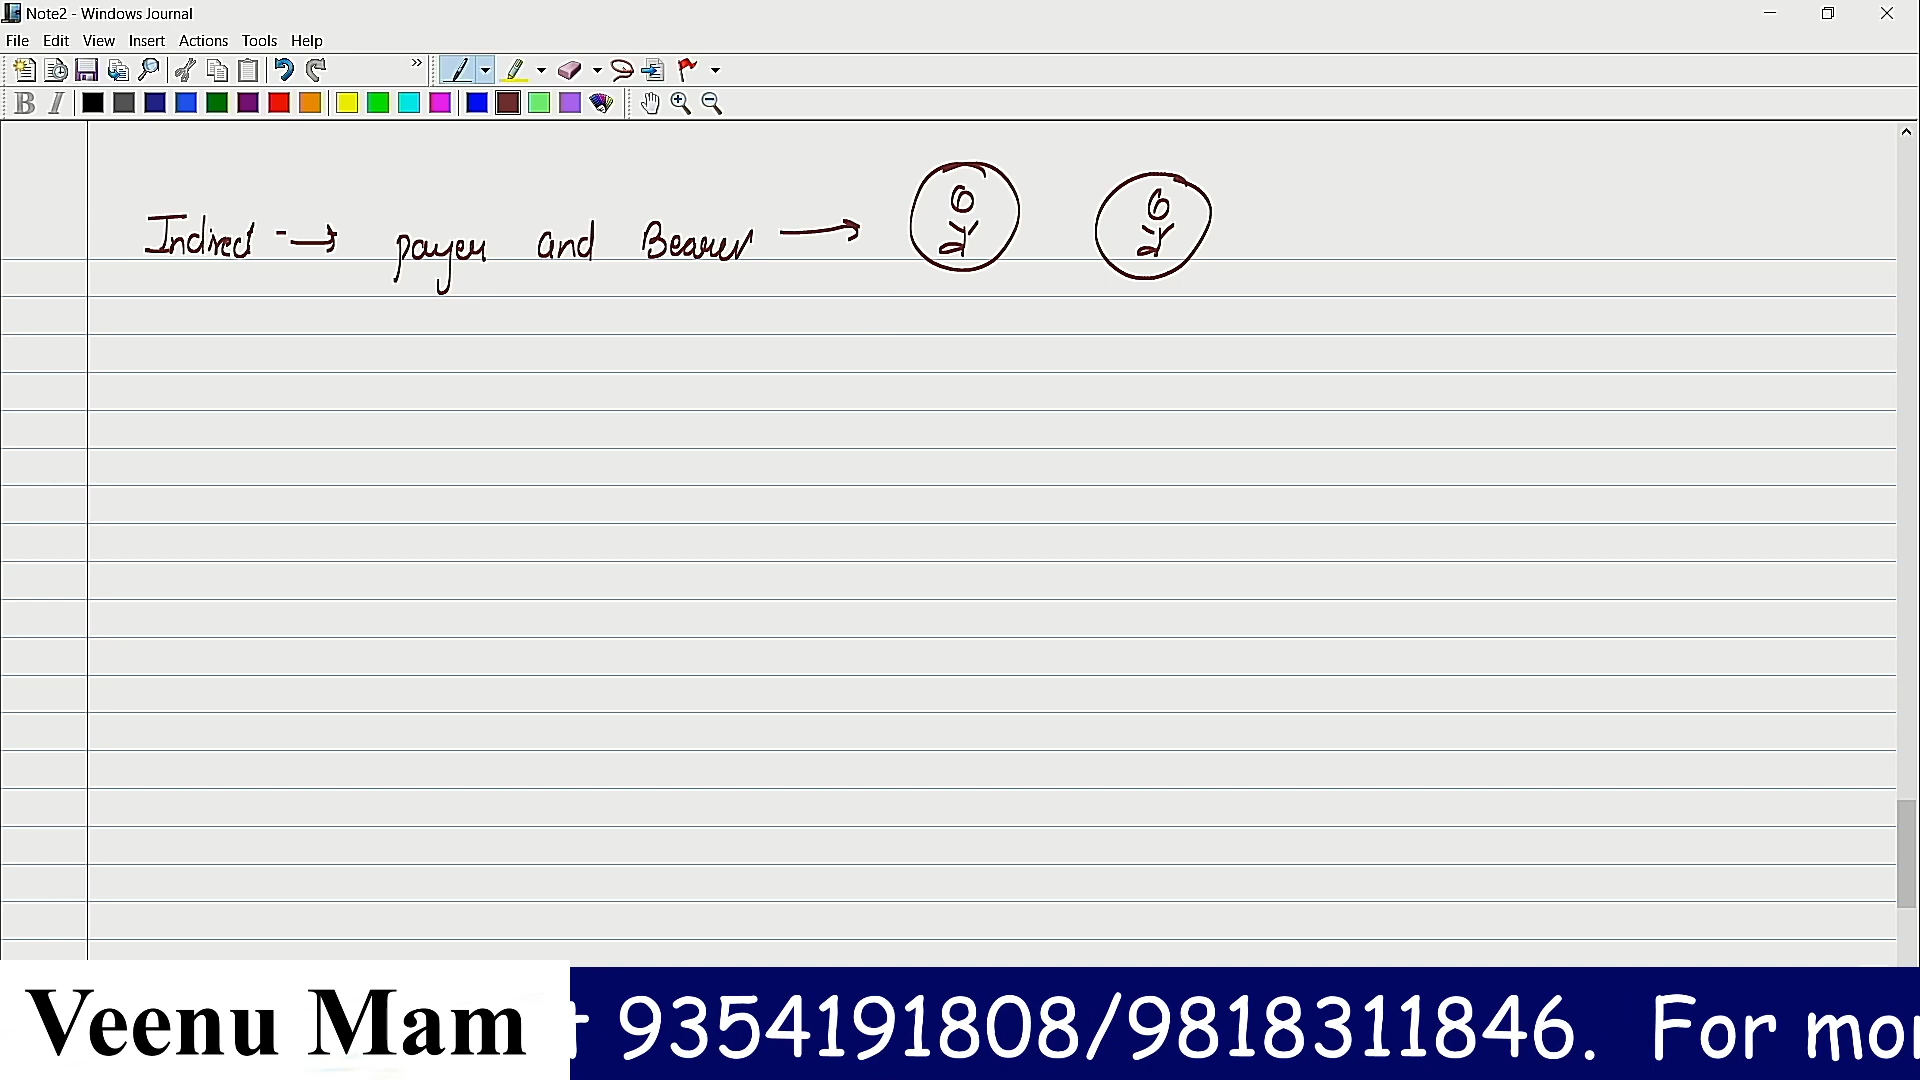 Note2 - Windows Journal
File Edit View Insert Actions Tools Help
B I
Indirect → payer and Bearer →
Veenu Mam
9354191808/9818311846. For mor